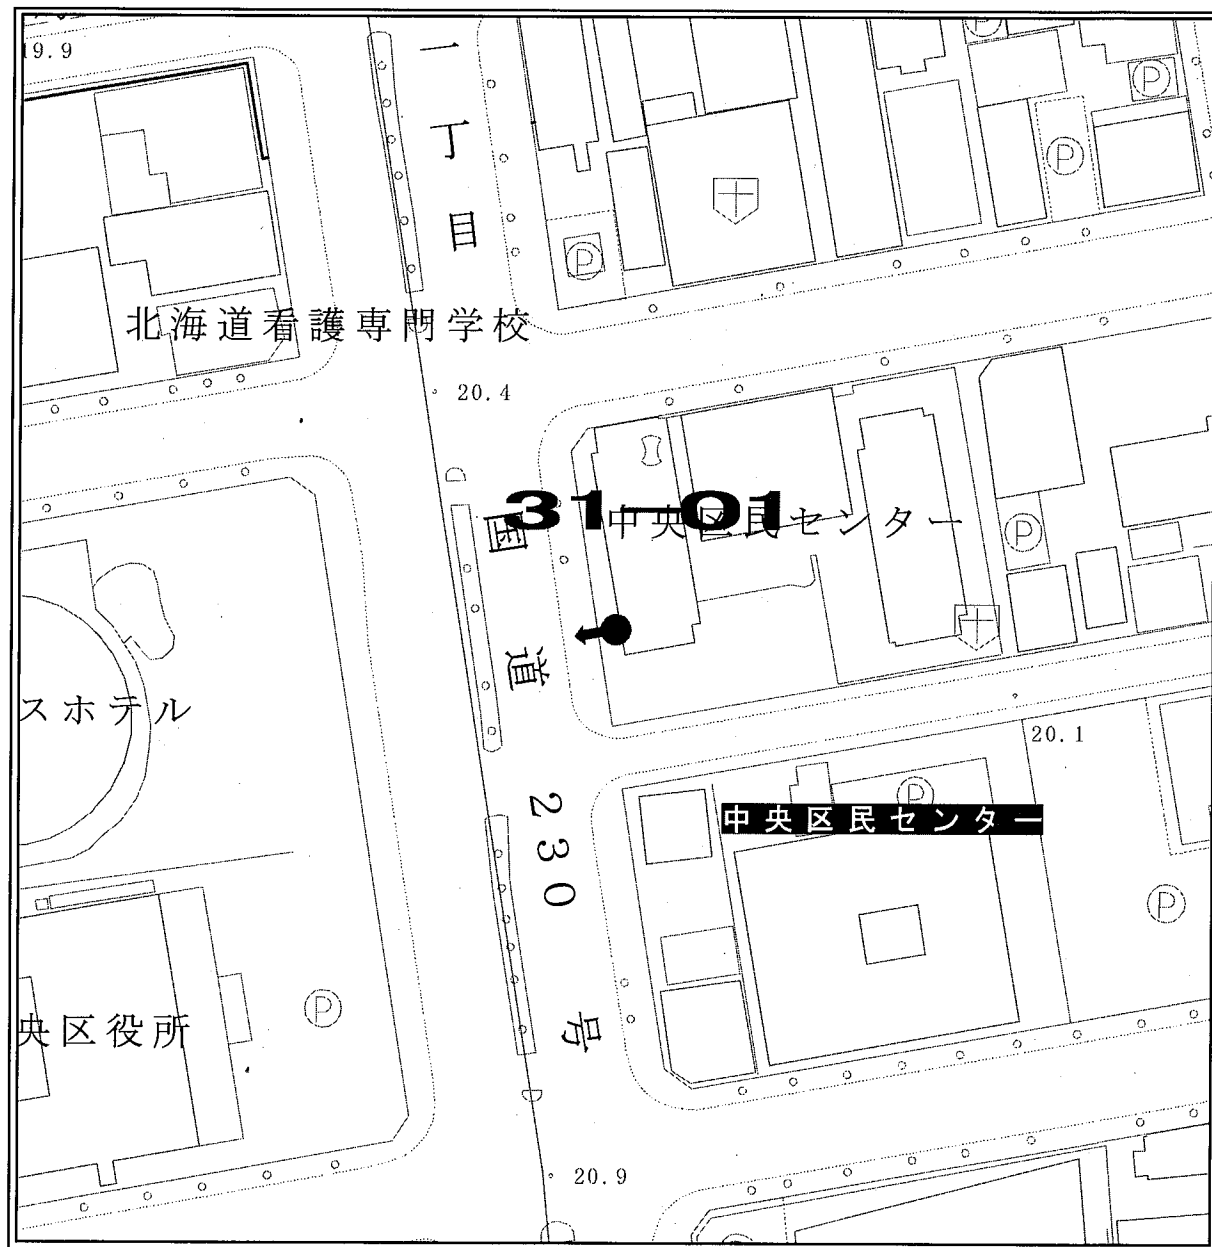 19.9
一丁目
P
P
P
P
北海道看護専門学校
20.4
31-01
中央区民センター
国道230号
P
スホテル
20.1
P
中央区民センター
P
央区役所
P
20.9
P